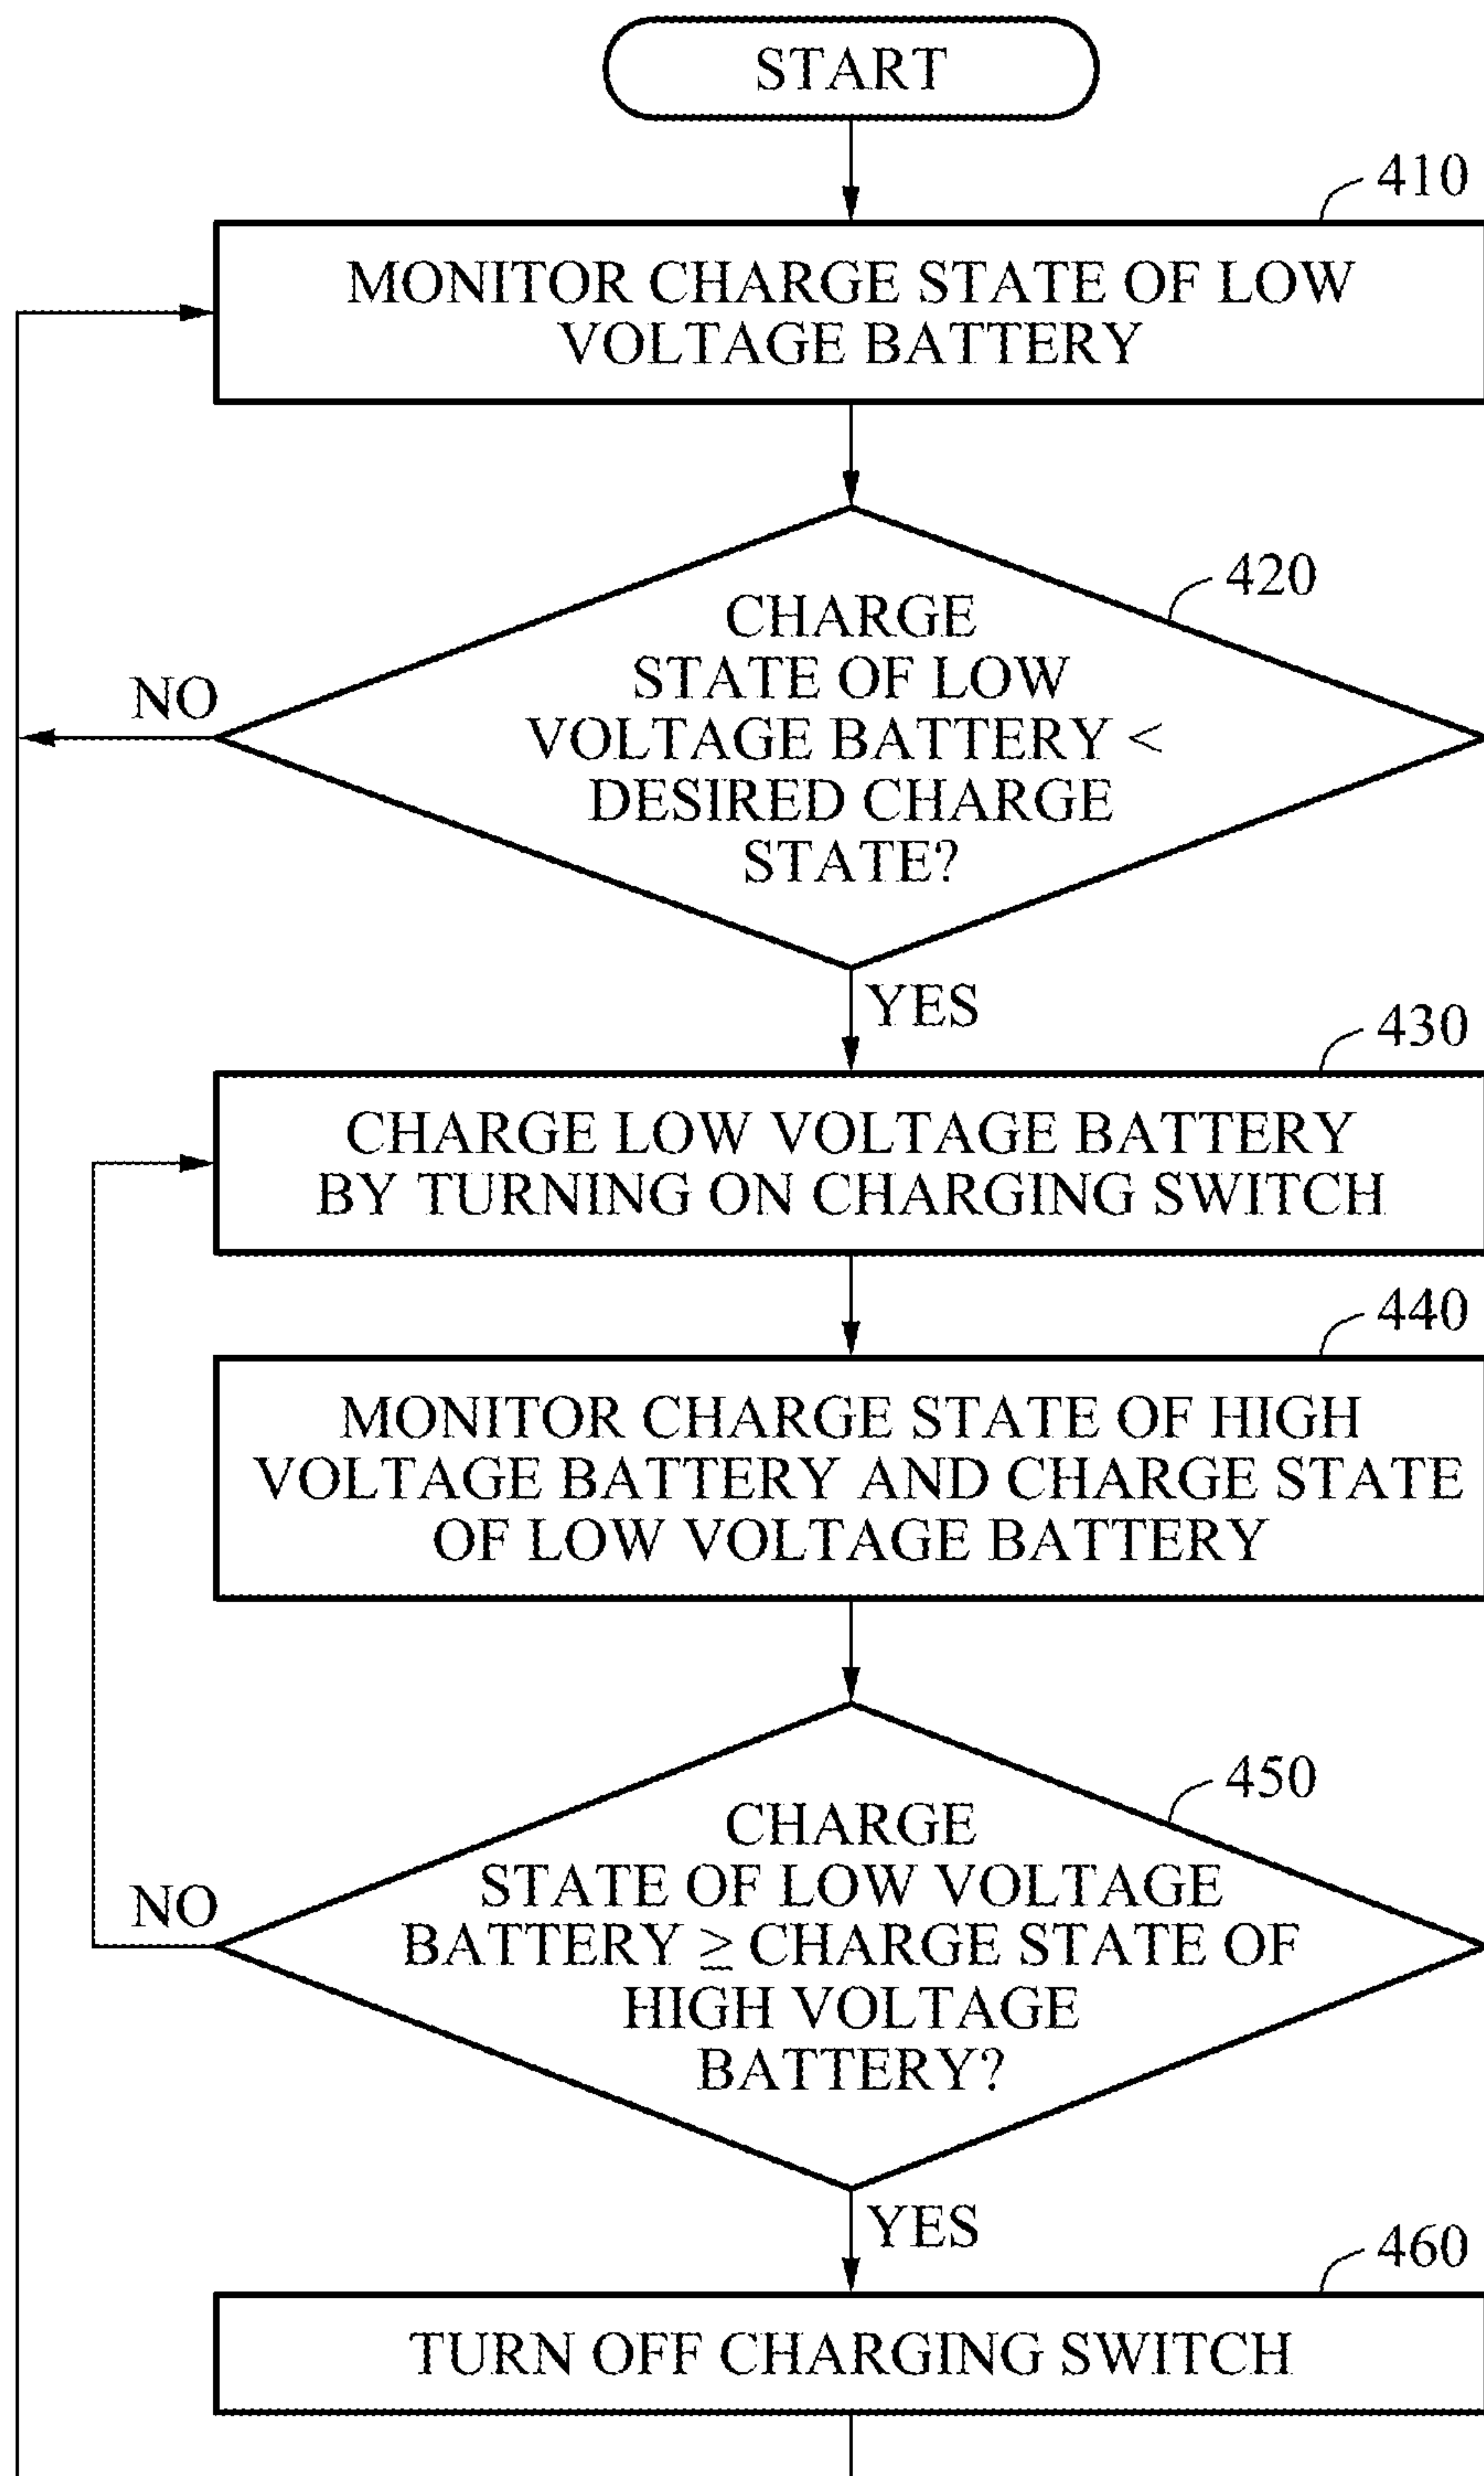 START
410
MONITOR CHARGE STATE OF LOW
VOLTAGE BATTERY
420
CHARGE
STATE OF LOW
VOLTAGE BATTERY <
DESIRED CHARGE
STATE?
NO
YES
430
CHARGE LOW VOLTAGE BATTERY
BY TURNING ON CHARGING SWITCH
440
MONITOR CHARGE STATE OF HIGH
VOLTAGE BATTERY AND CHARGE STATE
OF LOW VOLTAGE BATTERY
450
CHARGE
STATE OF LOW VOLTAGE
BATTERY ≥ CHARGE STATE OF
HIGH VOLTAGE
BATTERY?
NO
YES
460
TURN OFF CHARGING SWITCH